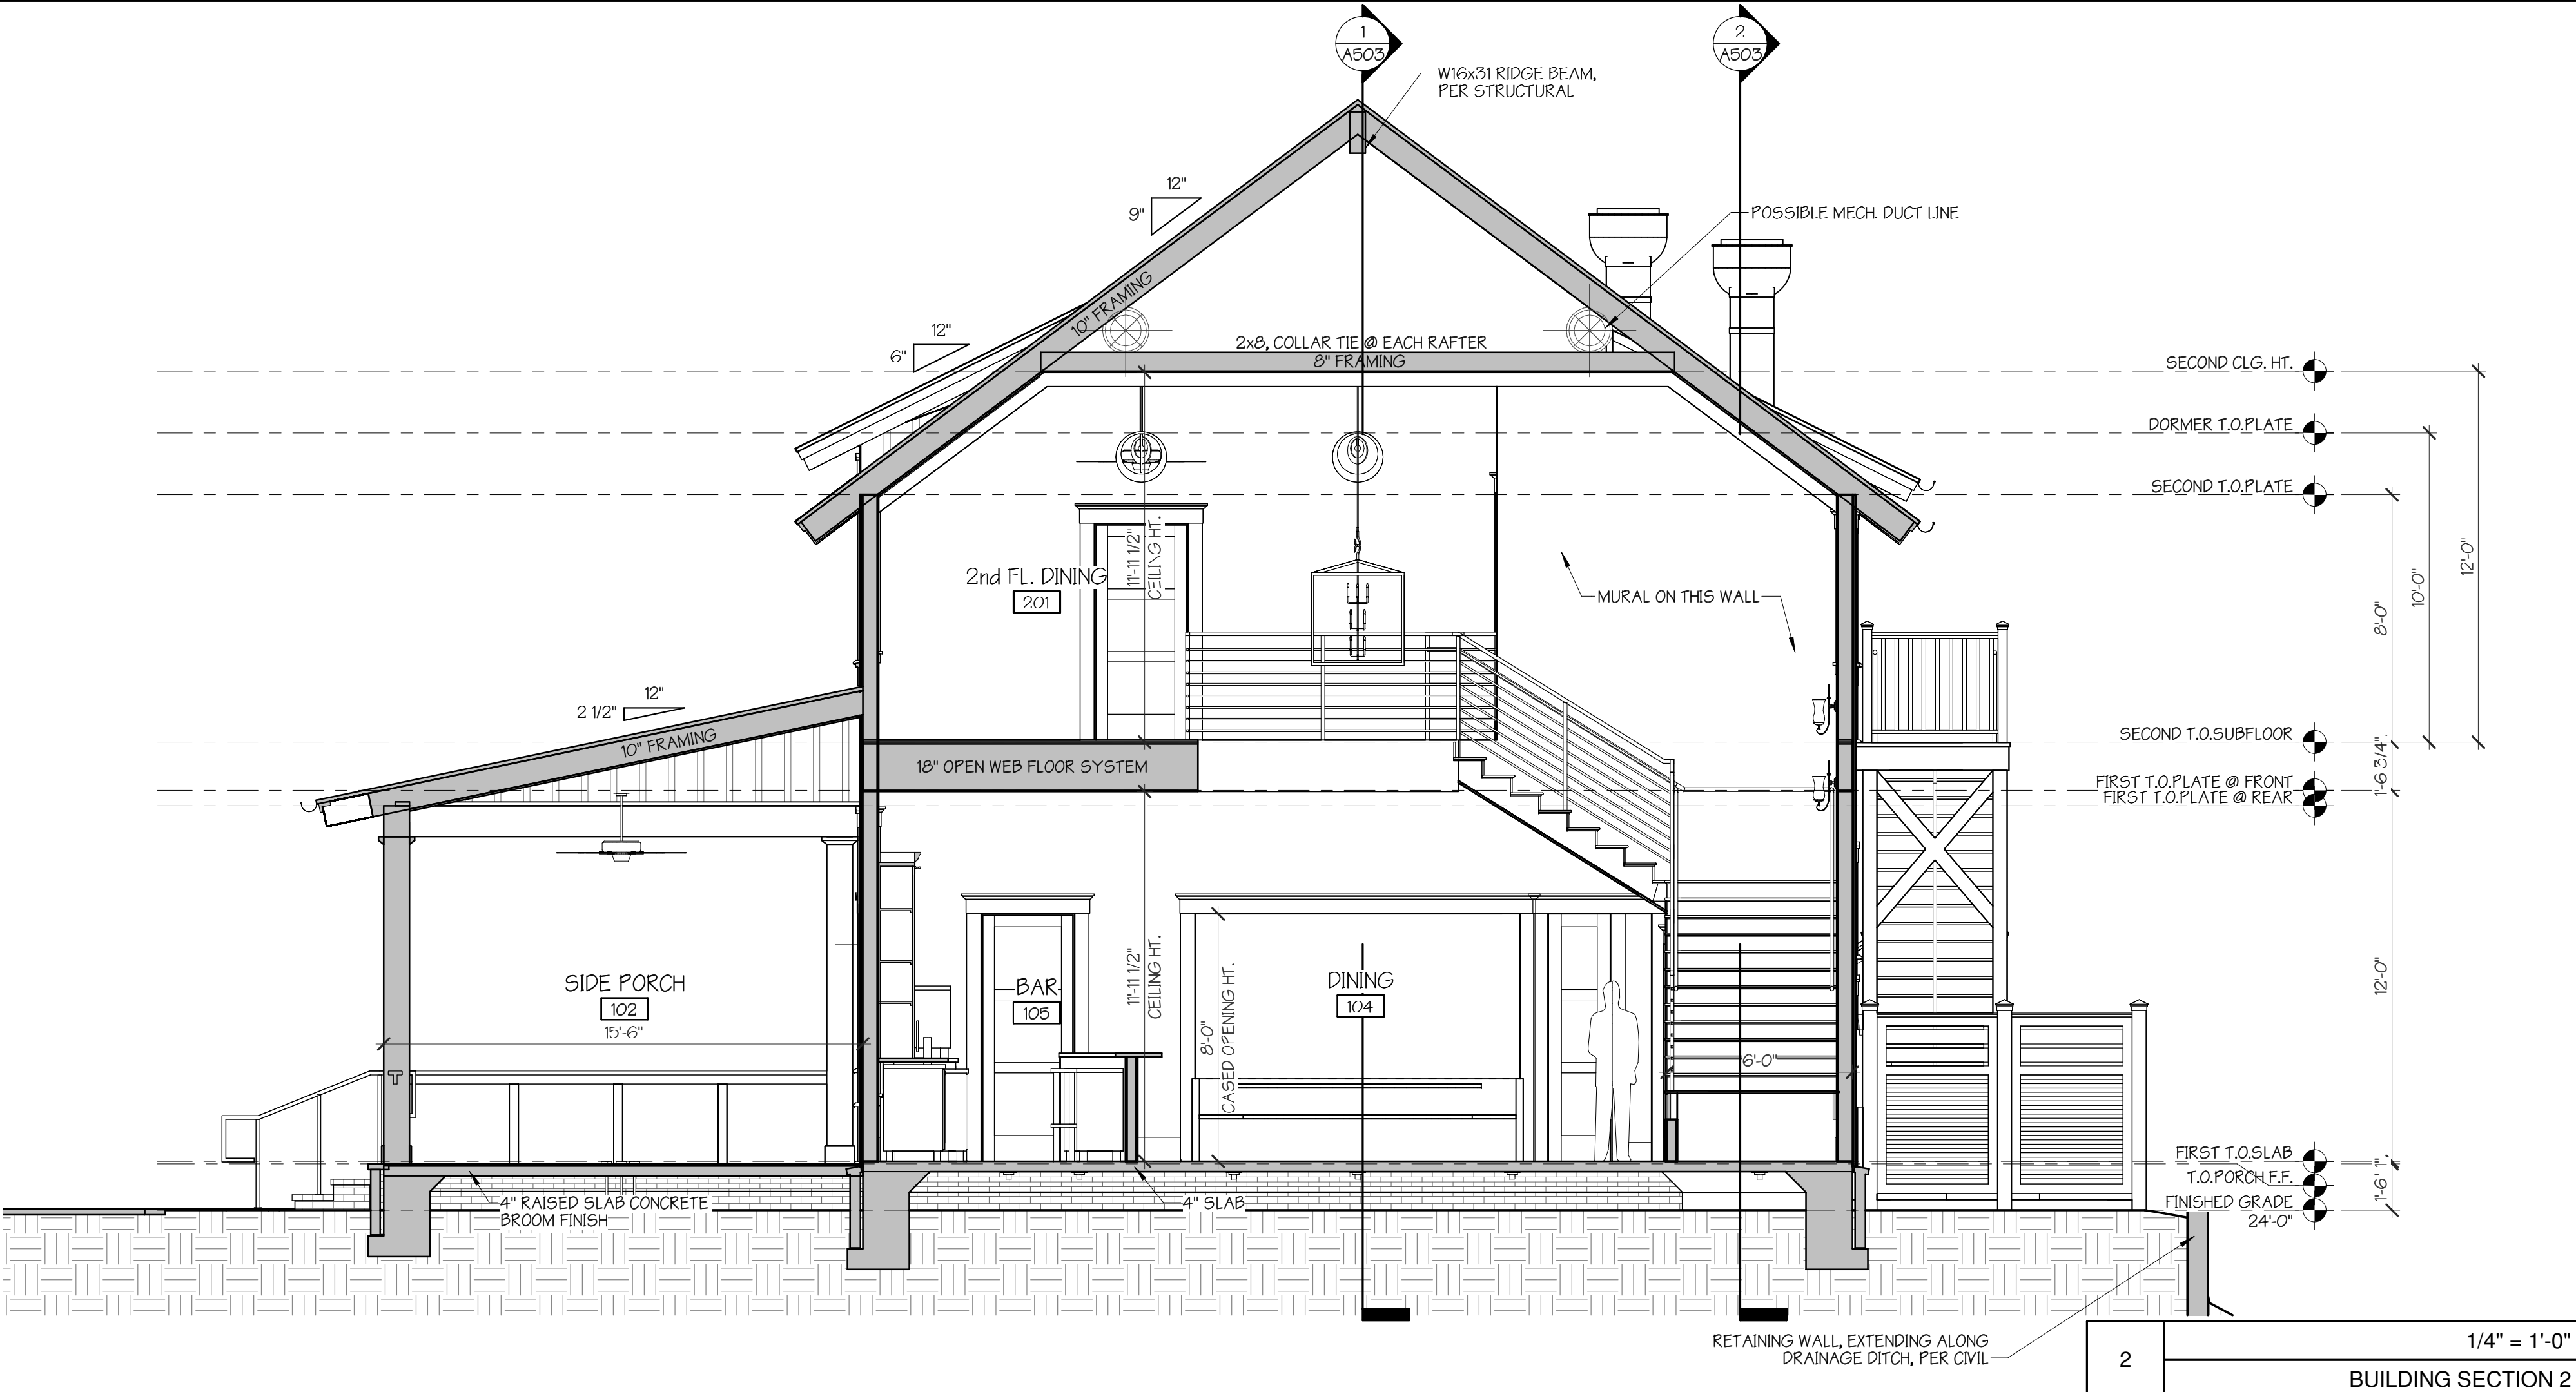 1
A503
2
A503
W16x31 RIDGE BEAM,
PER STRUCTURAL
12"
9"
POSSIBLE MECH. DUCT LINE
10" FRAMING
12"
6"
2x8, COLLAR TIE @ EACH RAFTER
8" FRAMING
SECOND CLG. HT.
DORMER T.O.PLATE
SECOND T.O.PLATE
12'-0"
10'-0"
8'-0"
2nd FL. DINING
201
11'-11 1/2"
CEILING HT.
MURAL ON THIS WALL
12"
2 1/2"
10" FRAMING
18" OPEN WEB FLOOR SYSTEM
SECOND T.O.SUBFLOOR
1'-6 3/4"
FIRST T.O.PLATE @ FRONT
FIRST T.O.PLATE @ REAR
SIDE PORCH
102
15'-6"
BAR
105
11'-11 1/2"
CEILING HT.
8'-0"
CASED OPENING HT.
DINING
104
6'-0"
12'-0"
FIRST T.O.SLAB
1"
T.O.PORCH F.F.
1'-6"
FINISHED GRADE
24'-0"
4" RAISED SLAB CONCRETE
BROOM FINISH
4" SLAB
RETAINING WALL, EXTENDING ALONG
DRAINAGE DITCH, PER CIVIL
2
1/4" = 1'-0"
BUILDING SECTION 2